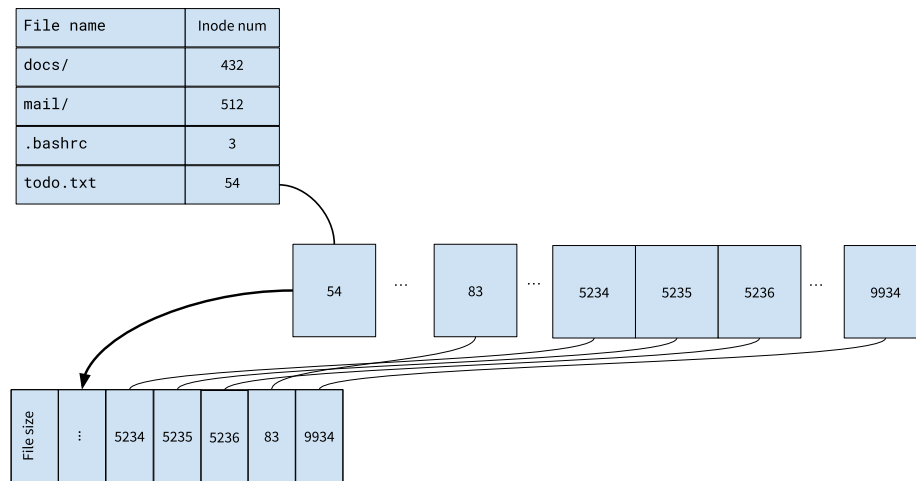 File name Inode num
docs/ 432
mail/ 512
.bashrc 3
todo.txt 54
54 ... 83 ... 5234 5235 5236 ... 9934
File size ... 5234 5235 5236 83 9934